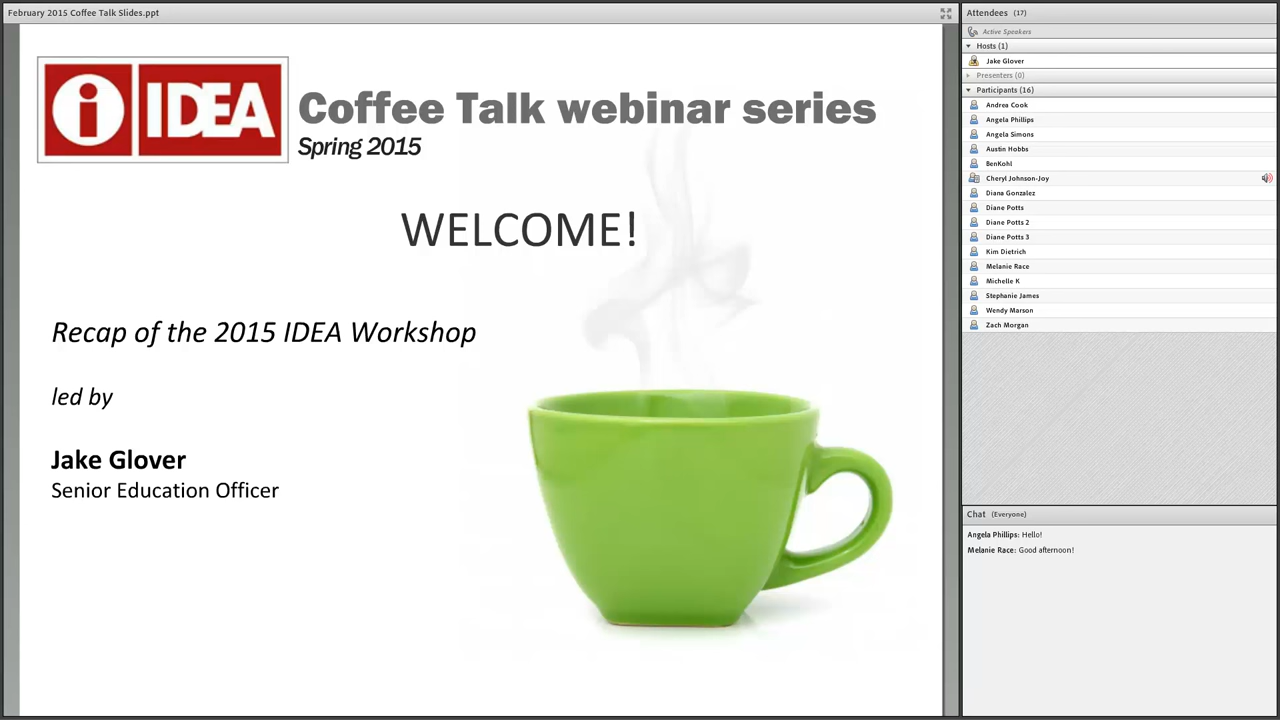 February 2015 Coffee Talk Slides.ppt
i IDEA
Coffee Talk webinar series
Spring 2015
WELCOME!
Recap of the 2015 IDEA Workshop
led by
Jake Glover
Senior Education Officer
Attendees (17)
Active Speakers
Hosts (1)
Jake Glover
Presenters (0)
Participants (16)
Andrea Cook
Angela Phillips
Angela Simons
Austin Hobbs
BenKohl
Cheryl Johnson-Joy
Diana Gonzalez
Diane Potts
Diane Potts 2
Diane Potts 3
Kim Dietrich
Melanie Race
Michelle K
Stephanie James
Wendy Marson
Zach Morgan
Chat (Everyone)
Angela Phillips: Hello!
Melanie Race: Good afternoon!